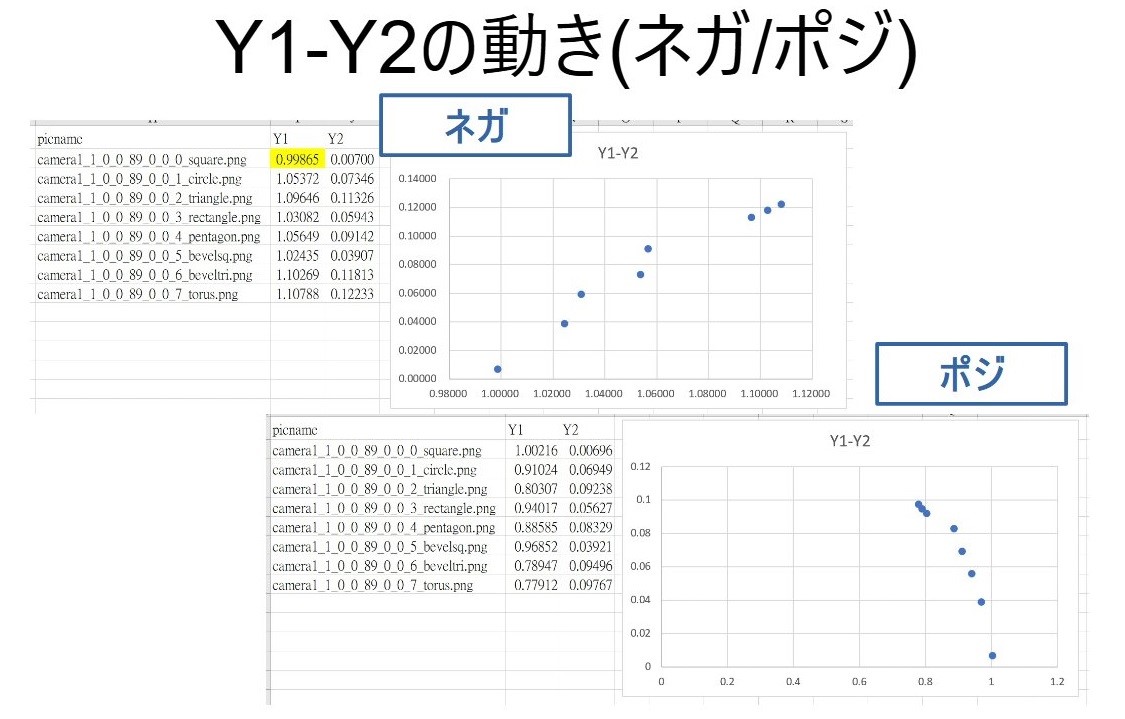 Y1-Y2の動き(ネガ/ポジ)
ネガ
picname Y1 Y2
camera1_1_0_0_89_0_0_0_square.png 0.99865 0.00700
camera1_1_0_0_89_0_0_1_circle.png 1.05372 0.07346
camera1_1_0_0_89_0_0_2_triangle.png 1.09646 0.11326
camera1_1_0_0_89_0_0_3_rectangle.png 1.03082 0.05943
camera1_1_0_0_89_0_0_4_pentagon.png 1.05649 0.09142
camera1_1_0_0_89_0_0_5_bevelsq.png 1.02435 0.03907
camera1_1_0_0_89_0_0_6_beveltri.png 1.10269 0.11813
camera1_1_0_0_89_0_0_7_torus.png 1.10788 0.12233
Y1-Y2
0.14000
0.12000
0.10000
0.08000
0.06000
0.04000
0.02000
0.00000
0.98000 1.00000 1.02000 1.04000 1.06000 1.08000 1.10000 1.12000
ポジ
picname Y1 Y2
camera1_1_0_0_89_0_0_0_square.png 1.00216 0.00696
camera1_1_0_0_89_0_0_1_circle.png 0.91024 0.06949
camera1_1_0_0_89_0_0_2_triangle.png 0.80307 0.09238
camera1_1_0_0_89_0_0_3_rectangle.png 0.94017 0.05627
camera1_1_0_0_89_0_0_4_pentagon.png 0.88585 0.08329
camera1_1_0_0_89_0_0_5_bevelsq.png 0.96852 0.03921
camera1_1_0_0_89_0_0_6_beveltri.png 0.78947 0.09496
camera1_1_0_0_89_0_0_7_torus.png 0.77912 0.09767
Y1-Y2
0.12
0.1
0.08
0.06
0.04
0.02
0
0 0.2 0.4 0.6 0.8 1 1.2